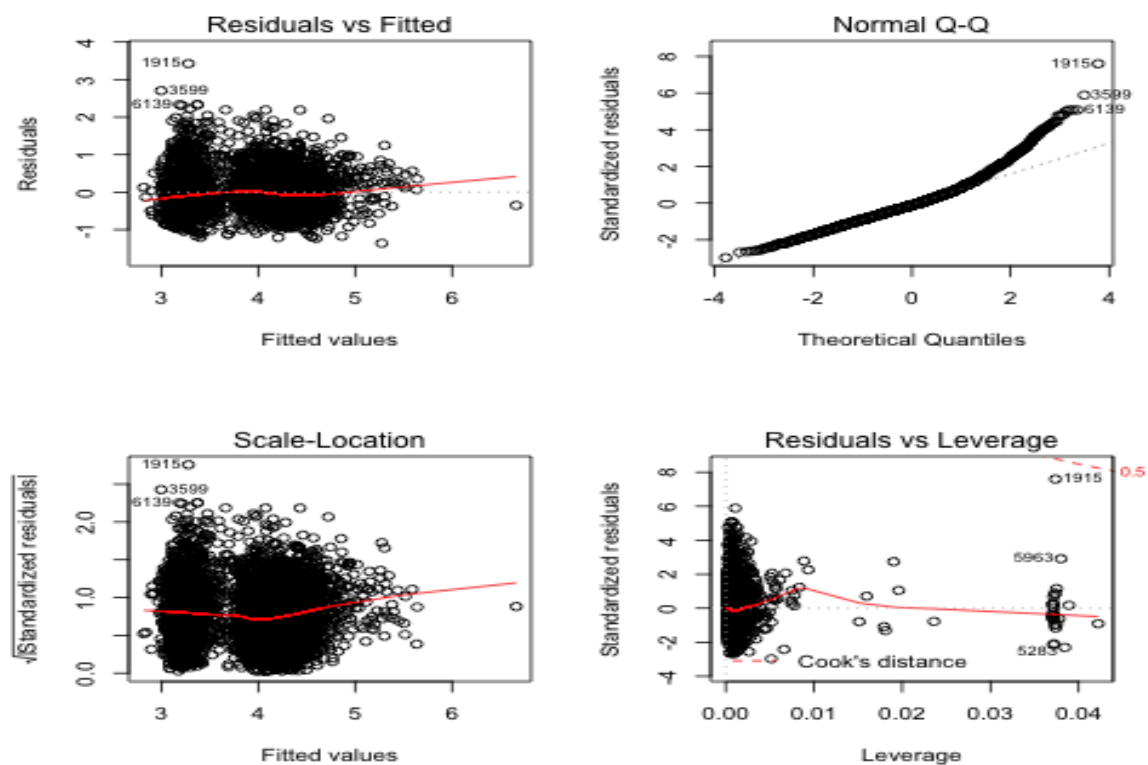 Residuals vs Fitted
Residuals
4
3
2
1
0
-1
1915
3599
6139
3 4 5 6
Fitted values
Normal Q-Q
Standardized residuals
8
6
4
2
0
-2
1915
3599
6139
-4 -2 0 2 4
Theoretical Quantiles
Scale-Location
√|Standardized residuals|
2.0
1.0
0.0
1915
3599
6139
3 4 5 6
Fitted values
Residuals vs Leverage
Standardized residuals
8
6
4
2
0
-2
-4
0.5
1915
5963
5283
Cook's distance
0.00 0.01 0.02 0.03 0.04
Leverage